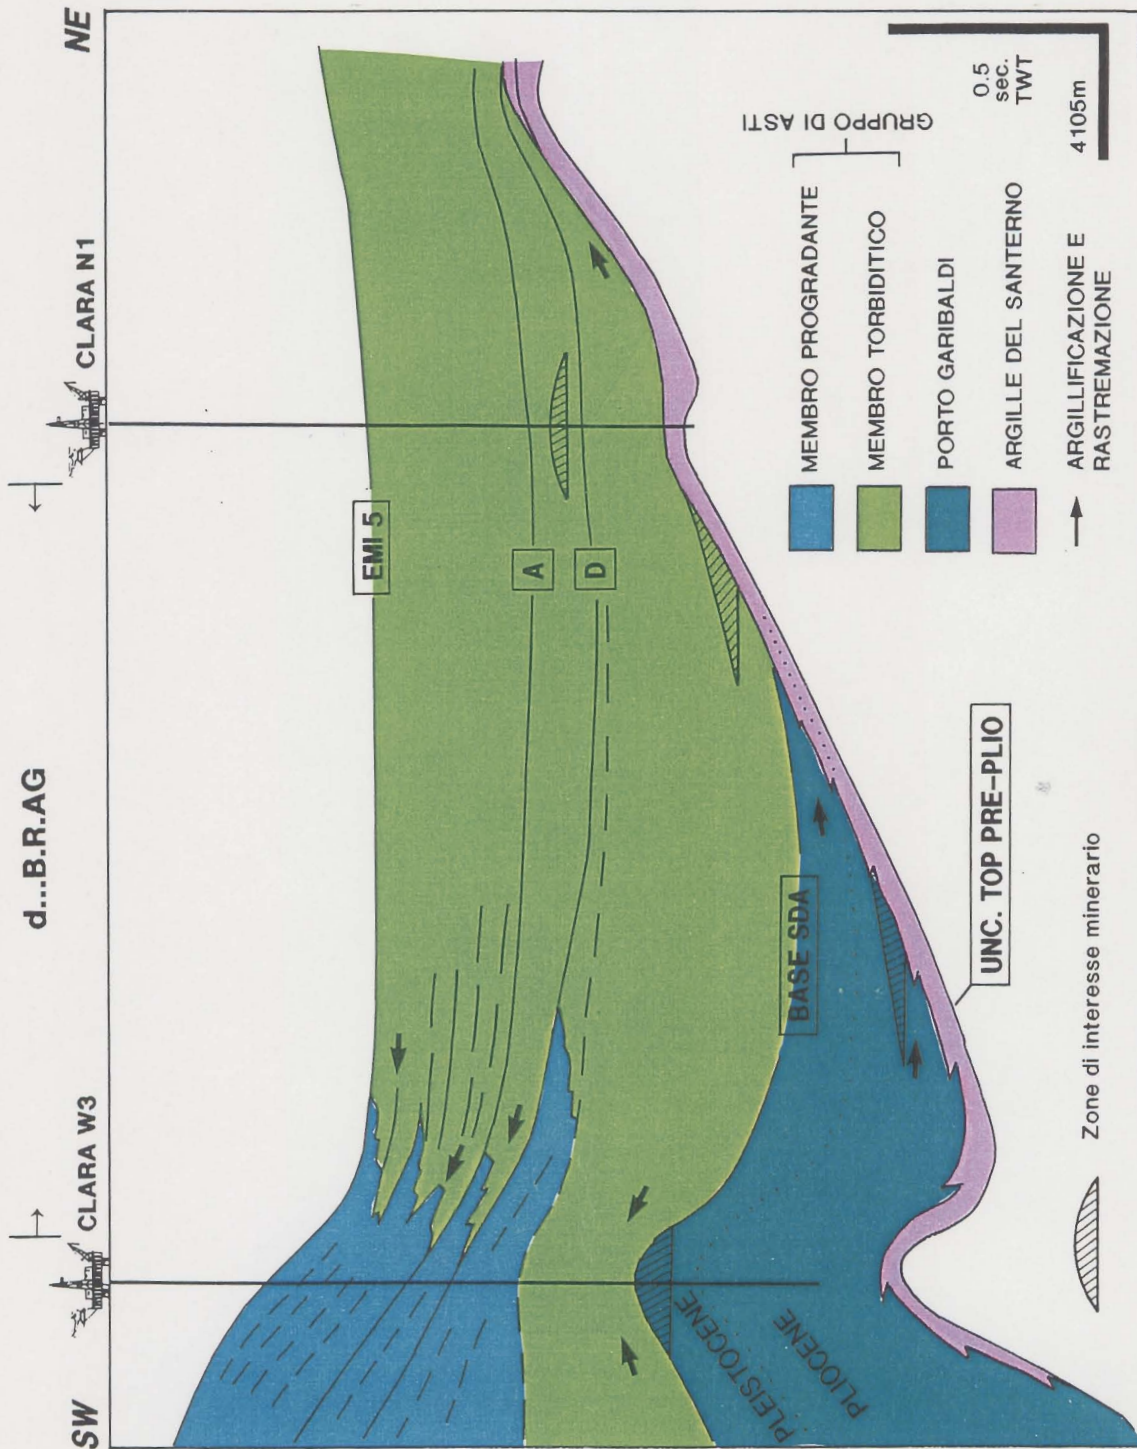 d...B.R.AG
SW
CLARA W3
CLARA N1
NE
EMI 5
A
D
BASE SDA
PLEISTOCENE
PLIOCENE
UNC. TOP PRE-PLIO
Zone di interesse minerario
MEMBRO PROGRADANTE
MEMBRO TORBIDITICO
GRUPPO DI ASTI
PORTO GARIBALDI
ARGILLE DEL SANTERNO
ARGILLIFICAZIONE E
RASTREMAZIONE
0.5
sec.
TWT
4105m